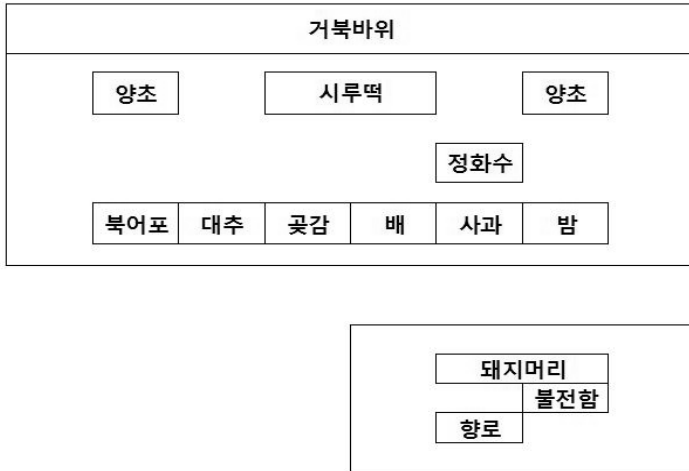 거북바위
양초 시루떡 양초
정화수
북어포 대추 곶감 배 사과 밤
돼지머리
불전함
향로